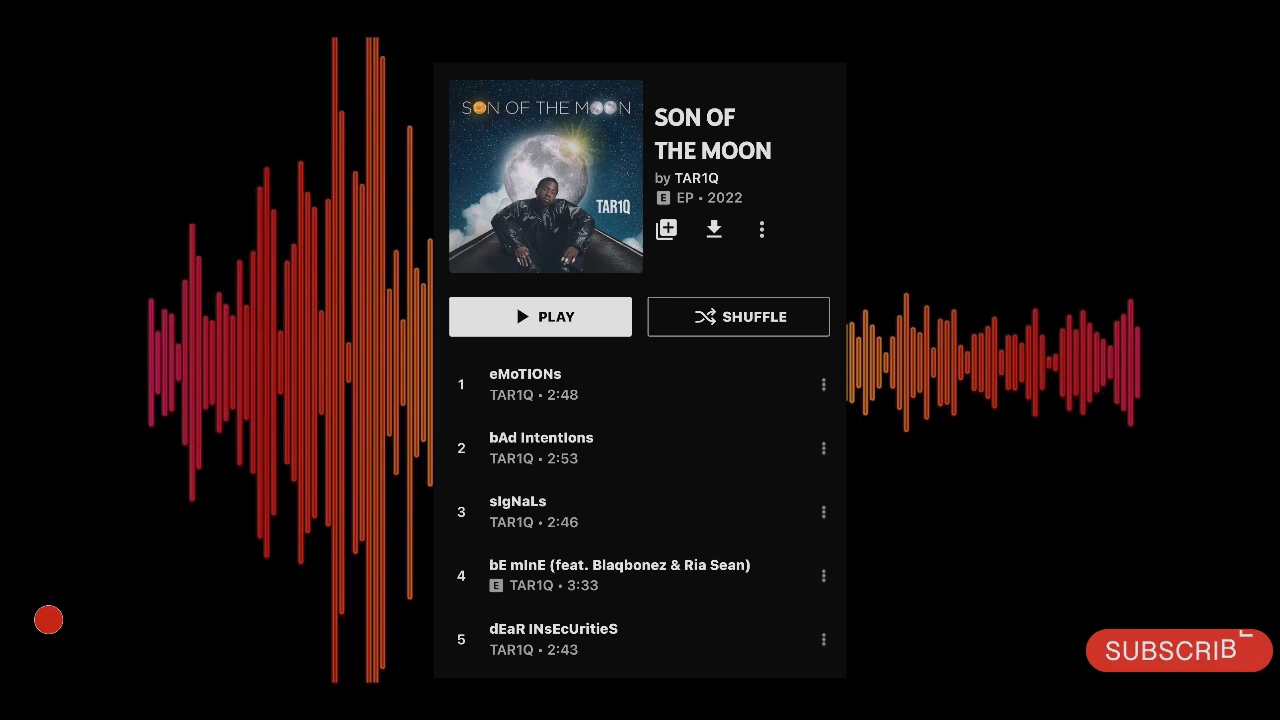 SON OF THE MOON
TAR1Q
SON OF
THE MOON
by TAR1Q
E EP • 2022
PLAY
SHUFFLE
1
eMoTIONs
TAR1Q • 2:48
2
bAd IntentIons
TAR1Q • 2:53
3
sIgNaLs
TAR1Q • 2:46
4
bE mInE (feat. Blaqbonez & Ria Sean)
E TAR1Q • 3:33
5
dEaR INsEcUritieS
TAR1Q • 2:43
SUBSCRIBE